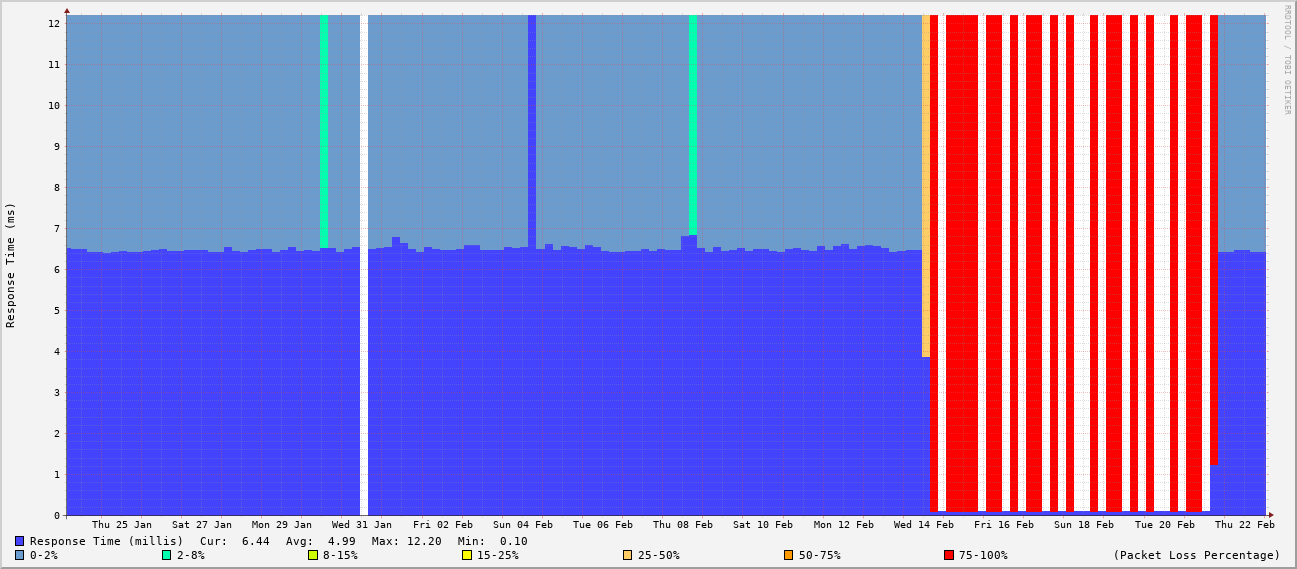 RRDTOOL / TOBI OETIKER
Response Time (ms)
12
11
10
9
8
7
6
5
4
3
2
1
0
Thu 25 Jan Sat 27 Jan Mon 29 Jan Wed 31 Jan Fri 02 Feb Sun 04 Feb Tue 06 Feb Thu 08 Feb Sat 10 Feb Mon 12 Feb Wed 14 Feb Fri 16 Feb Sun 18 Feb Tue 20 Feb Thu 22 Feb
Response Time (millis) Cur: 6.44 Avg: 4.99 Max: 12.20 Min: 0.10
0-2% 2-8% 8-15% 15-25% 25-50% 50-75% 75-100% (Packet Loss Percentage)